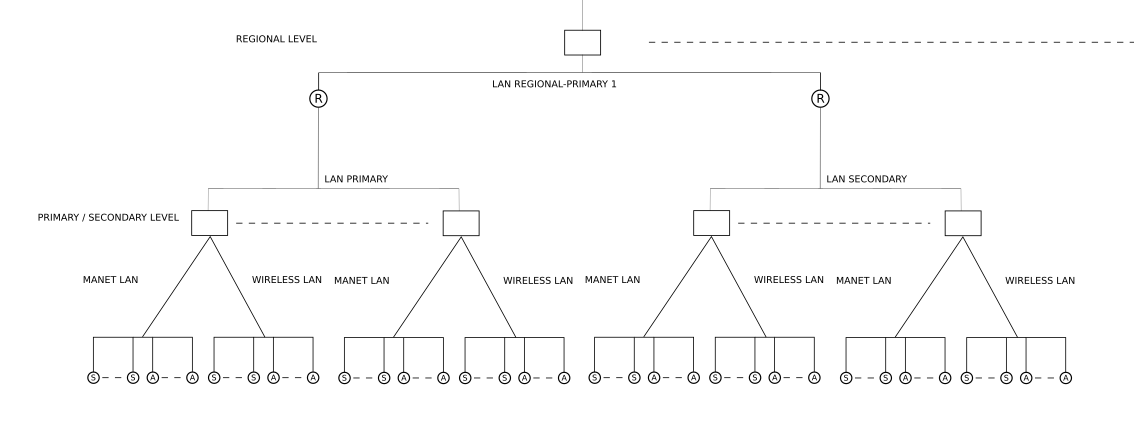 REGIONAL LEVEL
LAN REGIONAL-PRIMARY 1
R R
LAN PRIMARY LAN SECONDARY
PRIMARY / SECONDARY LEVEL
MANET LAN WIRELESS LAN MANET LAN WIRELESS LAN MANET LAN WIRELESS LAN MANET LAN WIRELESS LAN
S S A A S S A A S S A A S S A A S S A A S S A A S S A A S S A A